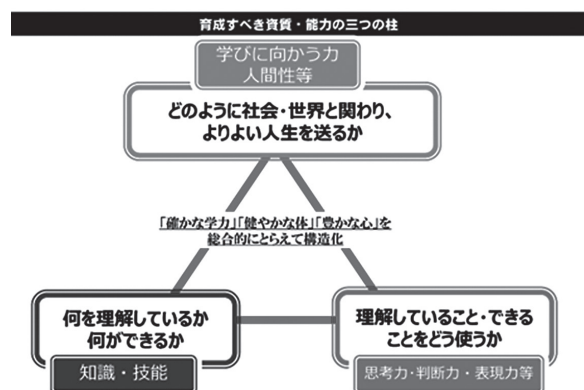 育成すべき資質・能力の三つの柱
学びに向かう力
人間性等
どのように社会・世界と関わり、
よりよい人生を送るか
「確かな学力」「健やかな体」「豊かな心」を
総合的にとらえて構造化
何を理解しているか
何ができるか
知識・技能
理解していること・できる
ことをどう使うか
思考力・判断力・表現力等